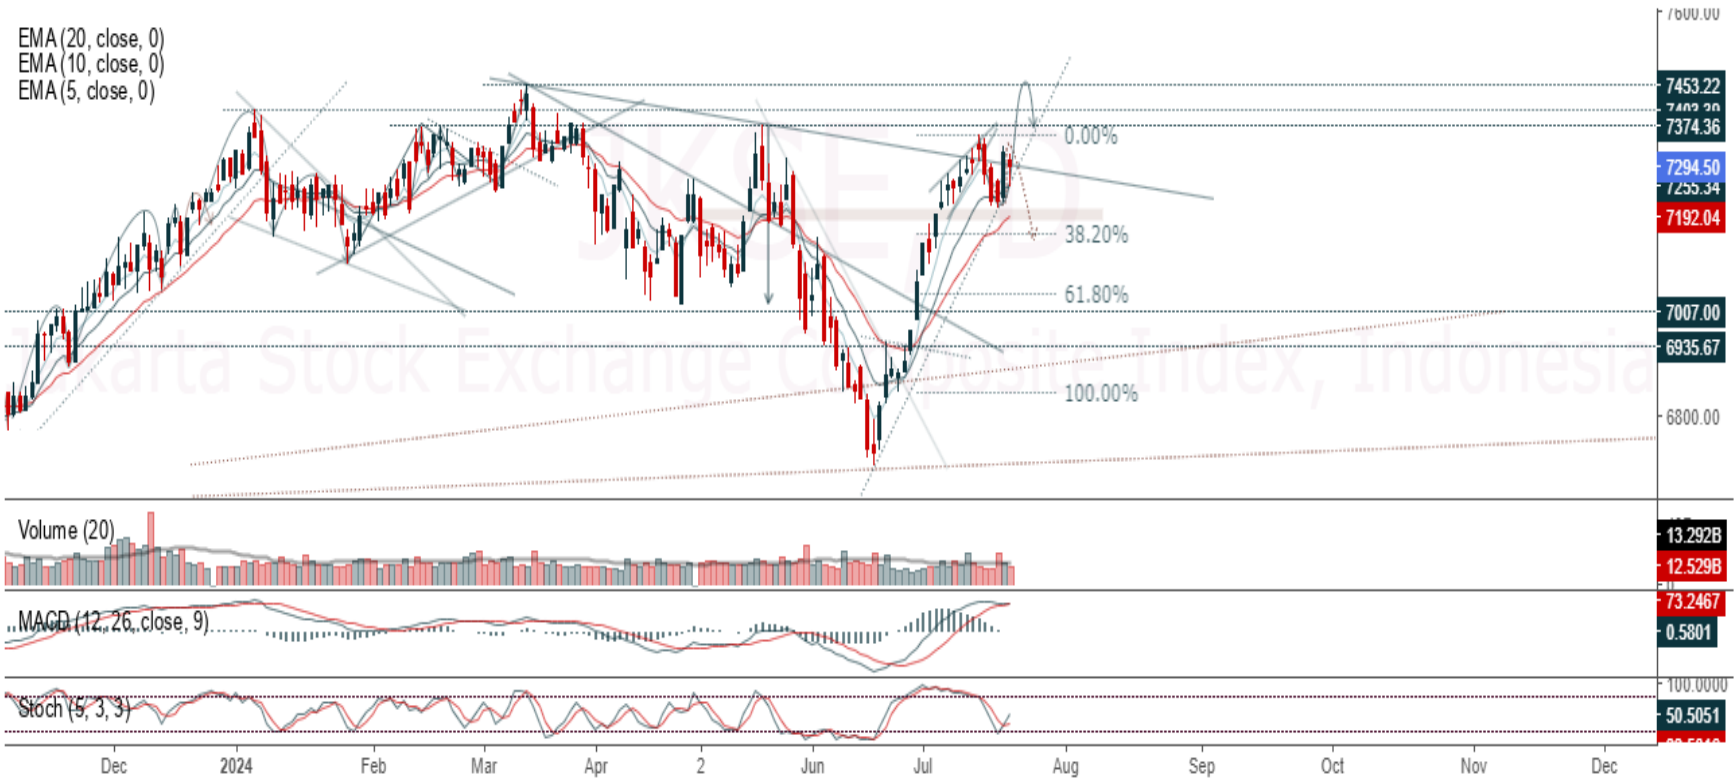 7600.00
EMA (20, close, 0)
EMA (10, close, 0)
EMA (5, close, 0)
7453.22
7374.36
0.00%
7294.50
7255.34
7192.04
JKSE, D
38.20%
61.80%
7007.00
6935.67
Jakarta Stock Exchange Composite Index, Indonesia
100.00%
6800.00
Volume (20)
13.292B
12.529B
0
73.2467
MACD (12, 26, close, 9)
0.5801
100.0000
Stoch (5, 3, 3)
50.5051
Dec 2024 Feb Mar Apr 2 Jun Jul Aug Sep Oct Nov Dec